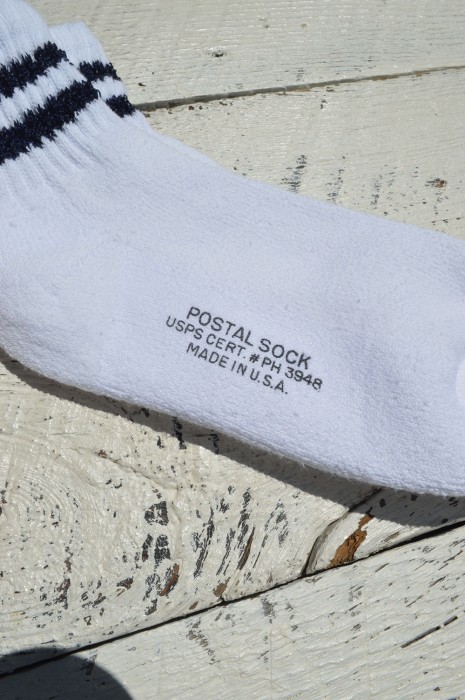 POSTAL SOCK
USPS CERT. #PH 3948
MADE IN U.S.A.